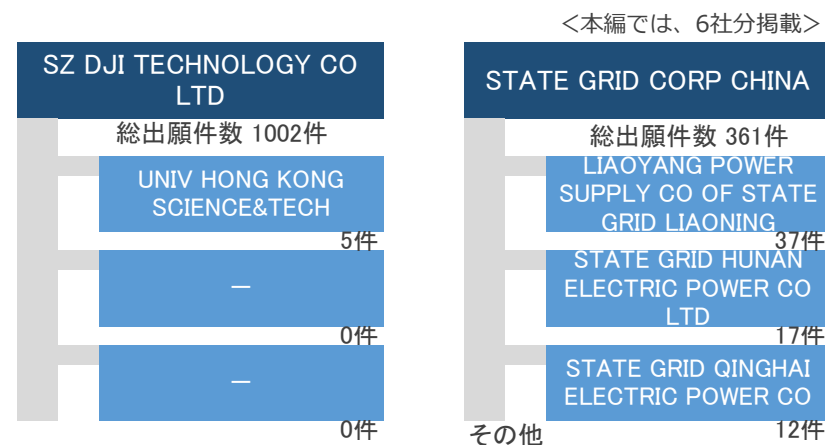 ＜本編では、6社分掲載＞
SZ DJI TECHNOLOGY CO
LTD
総出願件数 1002件
UNIV HONG KONG
SCIENCE&TECH
5件
－
0件
－
0件
STATE GRID CORP CHINA
総出願件数 361件
LIAOYANG POWER
SUPPLY CO OF STATE
GRID LIAONING
37件
STATE GRID HUNAN
ELECTRIC POWER CO
LTD
17件
STATE GRID QINGHAI
ELECTRIC POWER CO
12件
その他